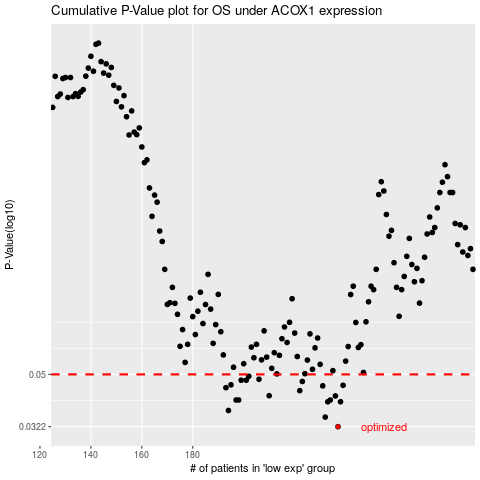 Cumulative P-Value plot for OS under ACOX1 expression
P-Value(log10)
0.05
0.0322
optimized
120 140 160 180
# of patients in 'low exp' group